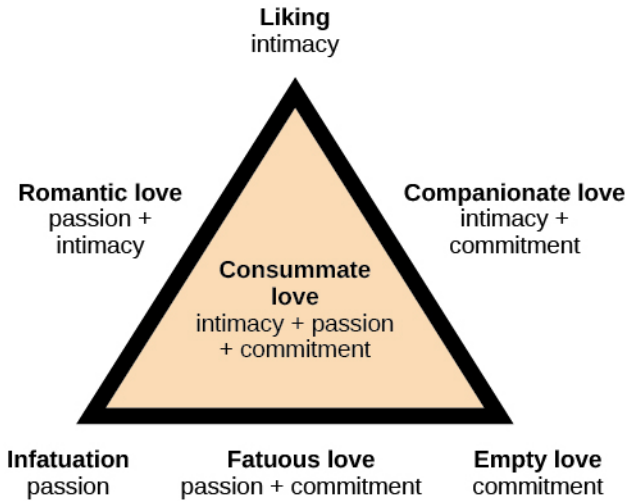 Liking
intimacy
Romantic love
passion +
intimacy
Companionate love
intimacy +
commitment
Consummate
love
intimacy + passion
+ commitment
Infatuation
passion
Fatuous love
passion + commitment
Empty love
commitment